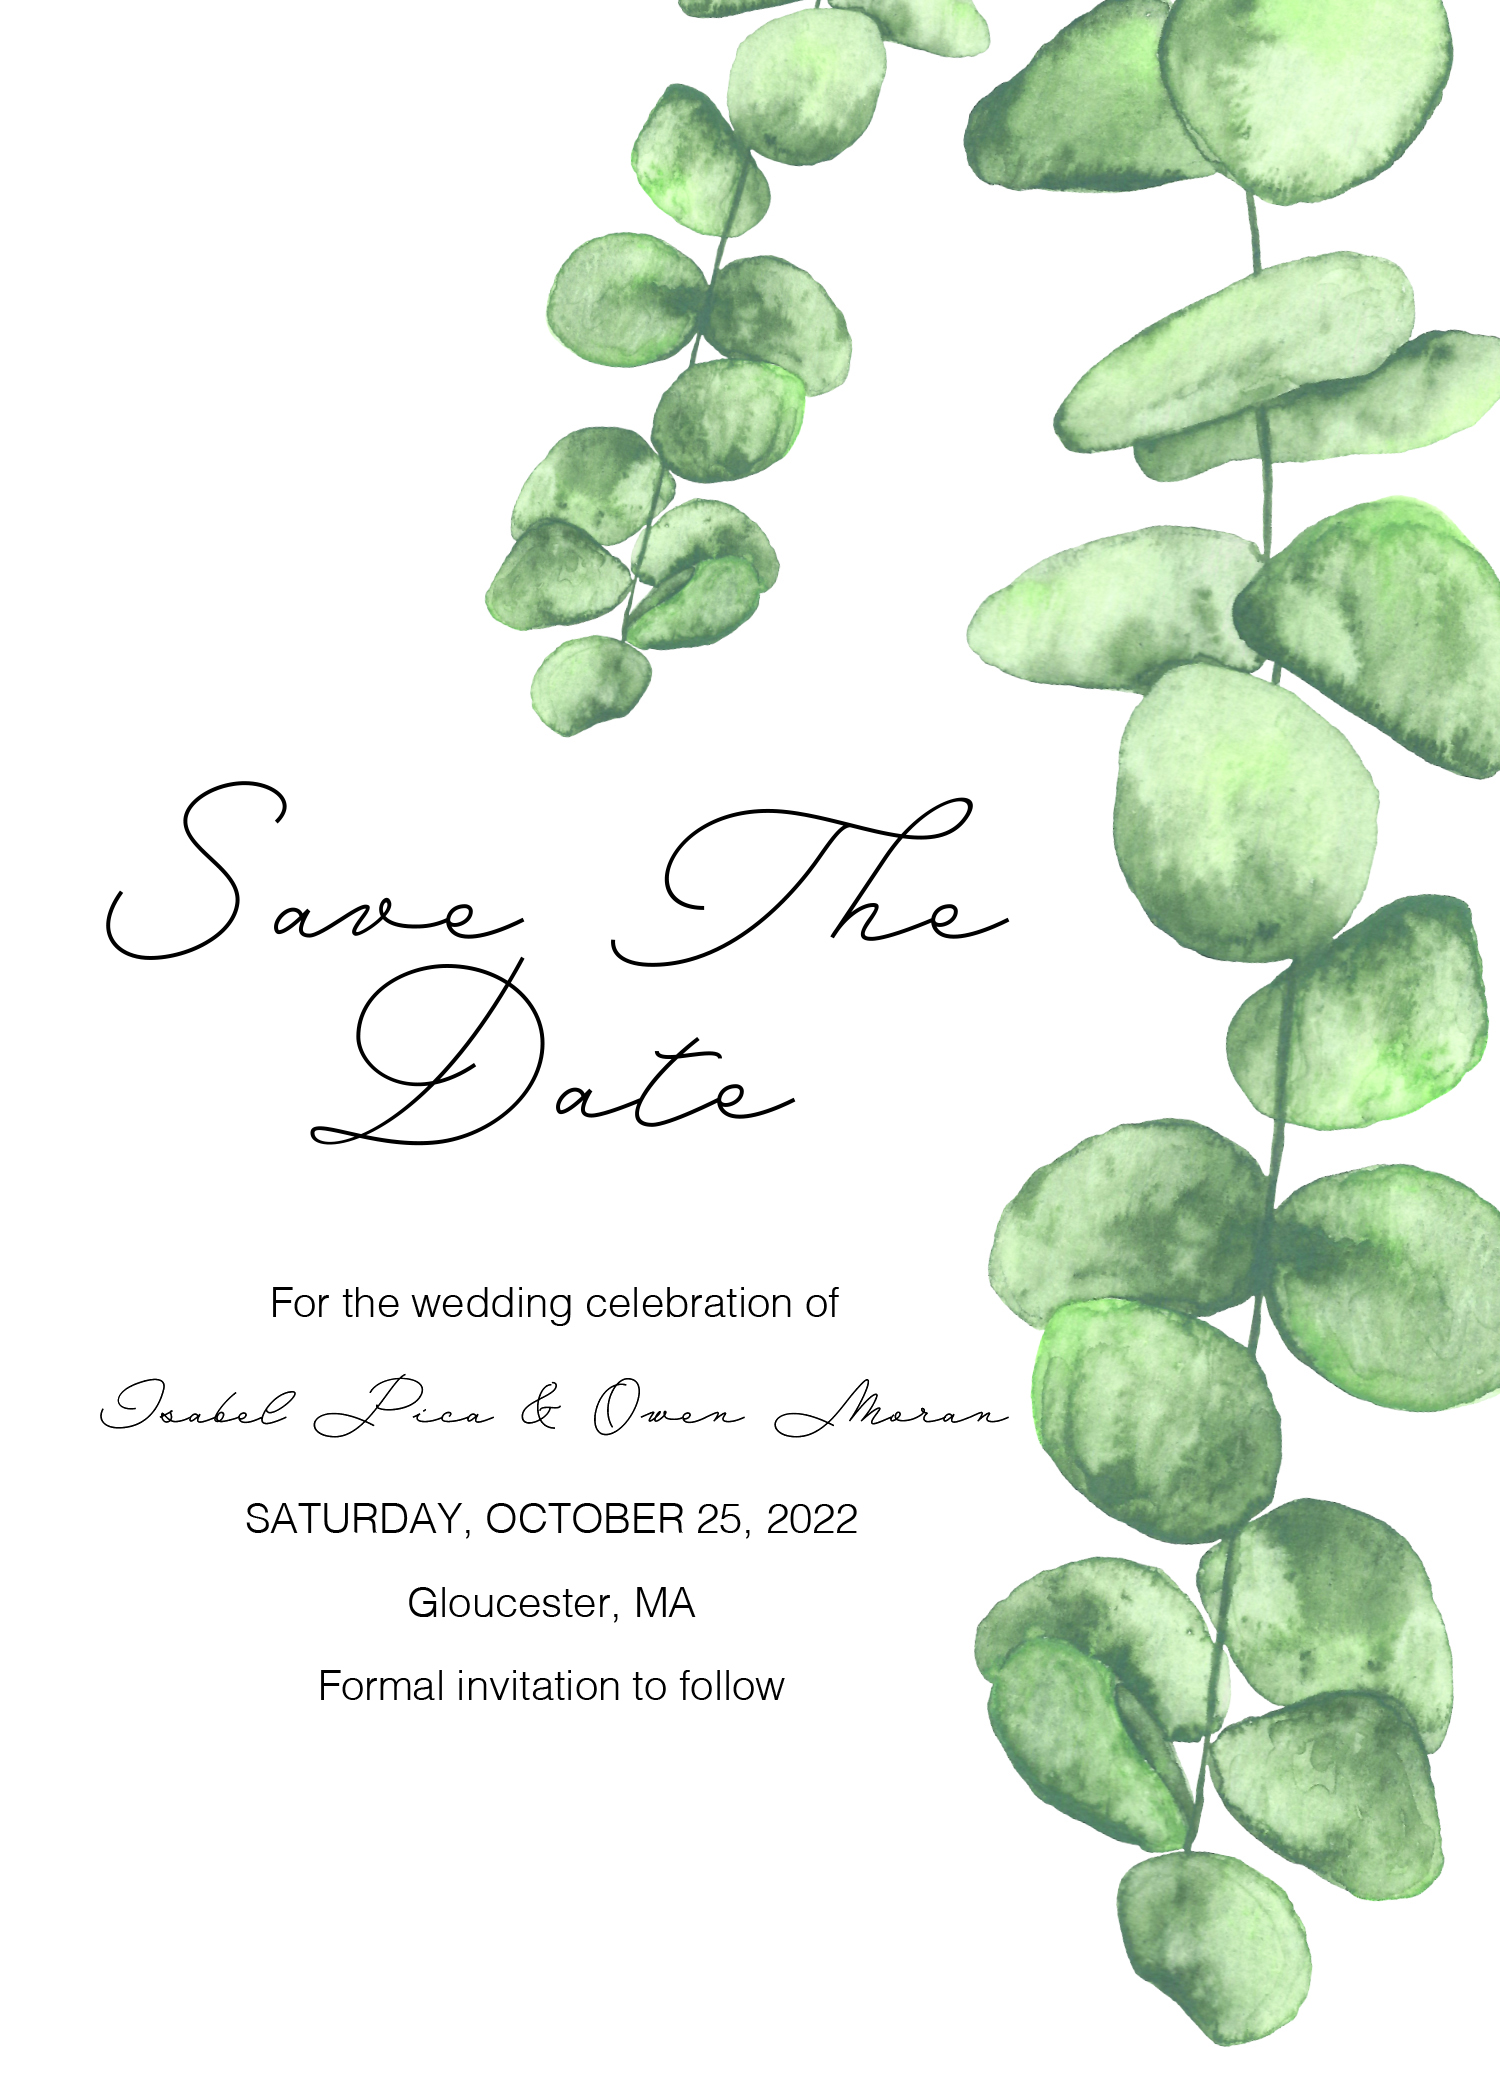 Save The
Date
For the wedding celebration of
Isabel Pica & Owen Moran
SATURDAY, OCTOBER 25, 2022
Gloucester, MA
Formal invitation to follow